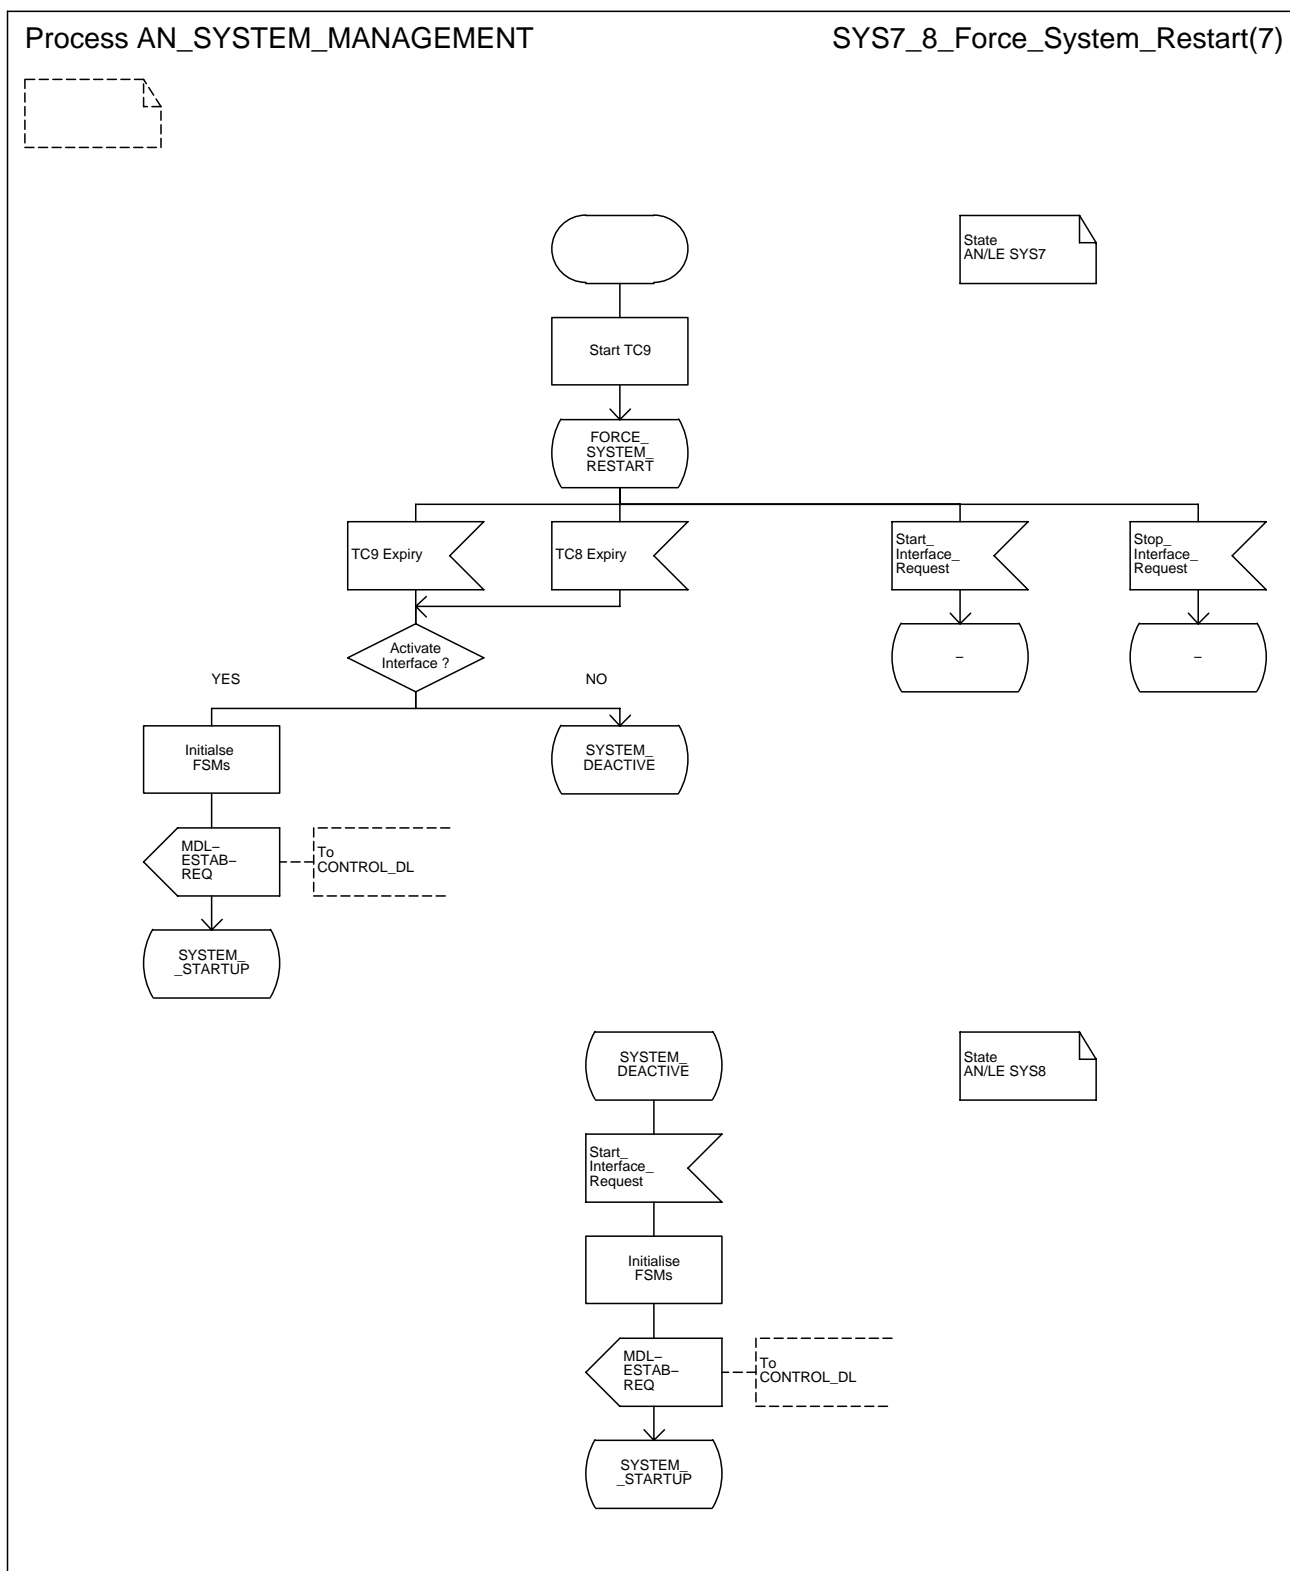 Process AN_SYSTEM_MANAGEMENT
SYS7_8_Force_System_Restart(7)
State
AN/LE SYS7
Start TC9
FORCE_
SYSTEM_
RESTART
TC9 Expiry
TC8 Expiry
Start_
Interface_
Request
Stop_
Interface_
Request
Activate
Interface ?
–
–
YES
NO
Initialse
FSMs
SYSTEM_
DEACTIVE
MDL–
ESTAB–
REQ
To
CONTROL_DL
SYSTEM_
_STARTUP
SYSTEM_
DEACTIVE
State
AN/LE SYS8
Start_
Interface_
Request
Initialise
FSMs
MDL–
ESTAB–
REQ
To
CONTROL_DL
SYSTEM_
_STARTUP